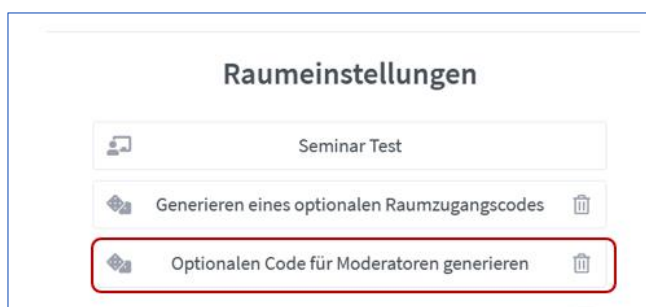 Raumeinstellungen
Seminar Test
Generieren eines optionalen Raumzugangscodes
Optionalen Code für Moderatoren generieren